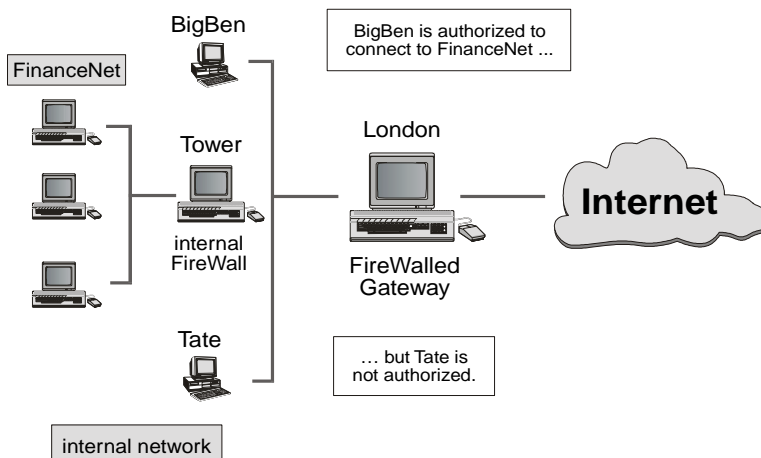 BigBen
BigBen is authorized to
connect to FinanceNet ...
FinanceNet
Tower
London
Internet
internal
FireWall
FireWalled
Gateway
Tate
… but Tate is
not authorized.
internal network